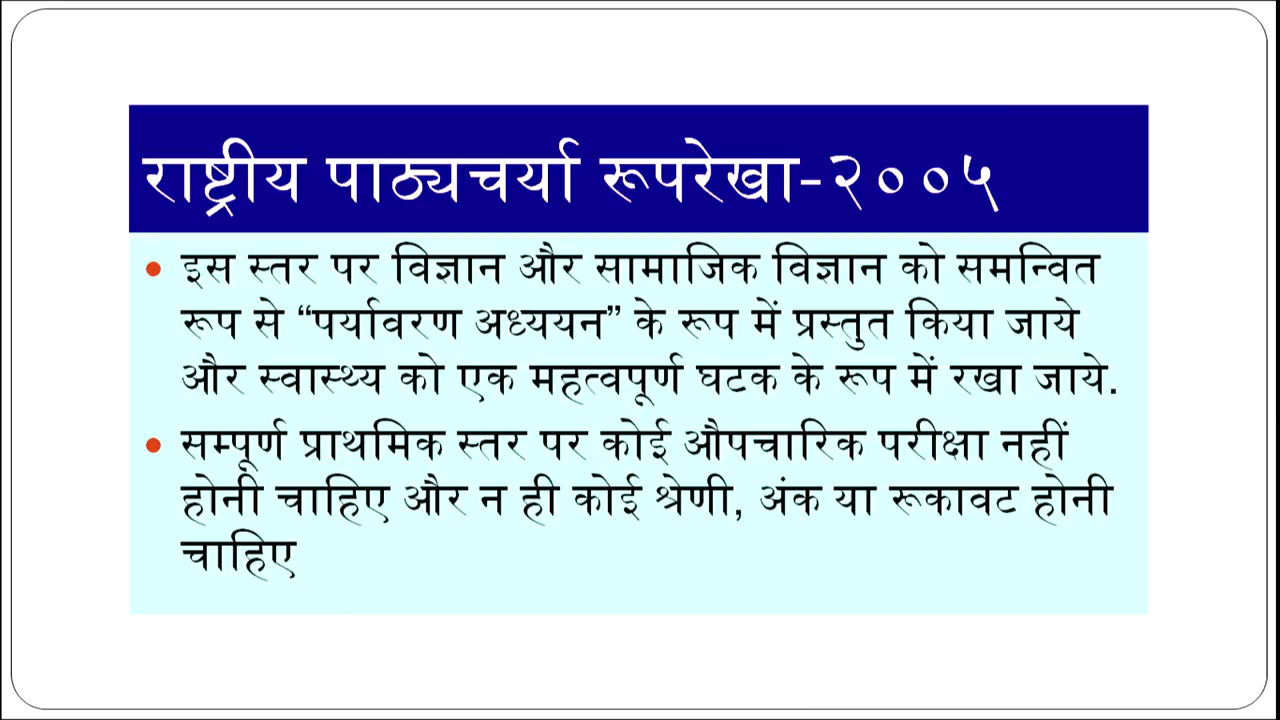 राष्ट्रीय पाठ्यचर्या रूपरेखा-२००५
• इस स्तर पर विज्ञान और सामाजिक विज्ञान को समन्वित
रूप से “पर्यावरण अध्ययन” के रूप में प्रस्तुत किया जाये
और स्वास्थ्य को एक महत्वपूर्ण घटक के रूप में रखा जाये.
• सम्पूर्ण प्राथमिक स्तर पर कोई औपचारिक परीक्षा नहीं
होनी चाहिए और न ही कोई श्रेणी, अंक या रूकावट होनी
चाहिए